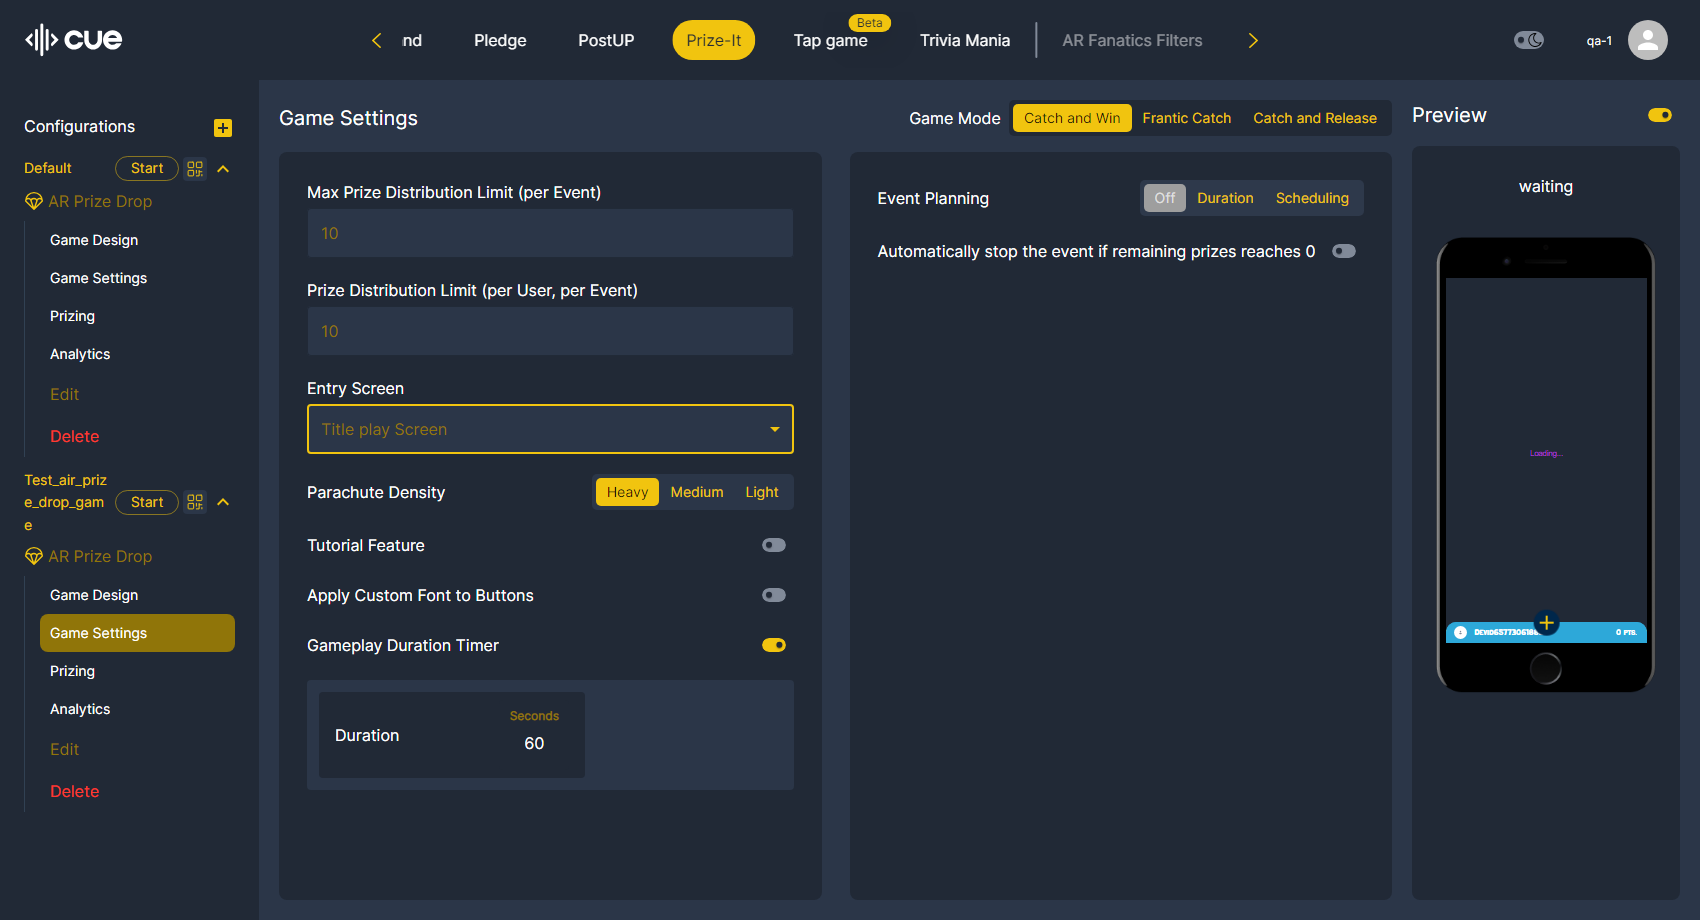 cue
nd
Pledge
PostUP
Prize-It
Beta
Tap game
Trivia Mania
AR Fanatics Filters
qa-1
Configurations
Default
Start
AR Prize Drop
Game Design
Game Settings
Prizing
Analytics
Edit
Delete
Test_air_priz
e_drop_gam
e
Start
AR Prize Drop
Game Design
Game Settings
Prizing
Analytics
Edit
Delete
Game Settings
Game Mode
Catch and Win
Frantic Catch
Catch and Release
Max Prize Distribution Limit (per Event)
10
Prize Distribution Limit (per User, per Event)
10
Entry Screen
Title play Screen
Parachute Density
Heavy
Medium
Light
Tutorial Feature
Apply Custom Font to Buttons
Gameplay Duration Timer
Duration
Seconds
60
Event Planning
Off
Duration
Scheduling
Automatically stop the event if remaining prizes reaches 0
Preview
waiting
Loading...
0 PTS.